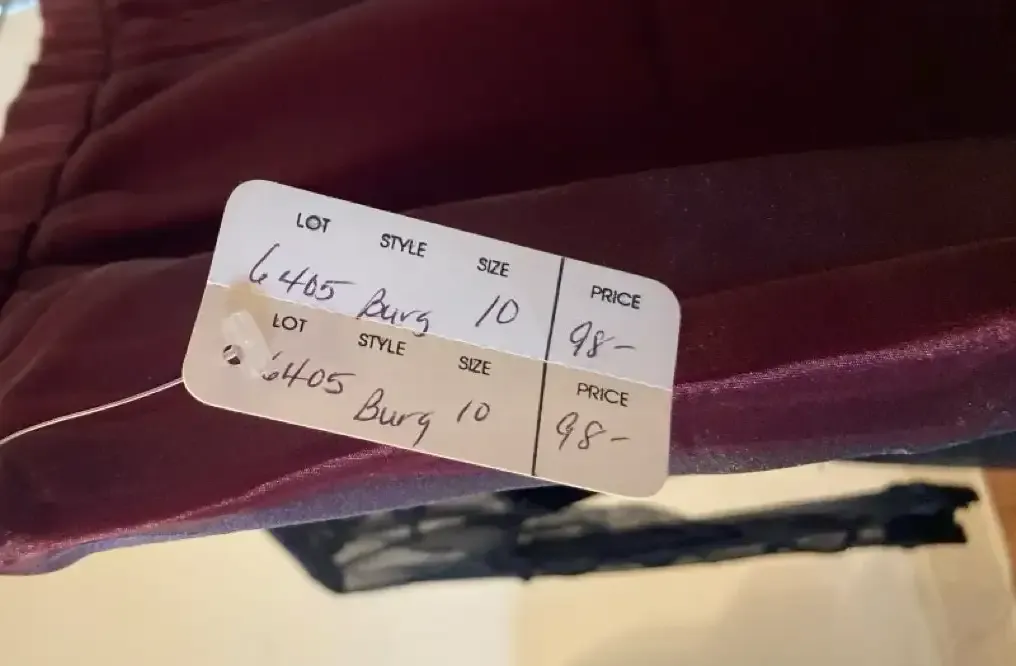 LOT STYLE SIZE PRICE
6405 Burg 10 98-
LOT STYLE SIZE PRICE
6405 Burg 10 98-